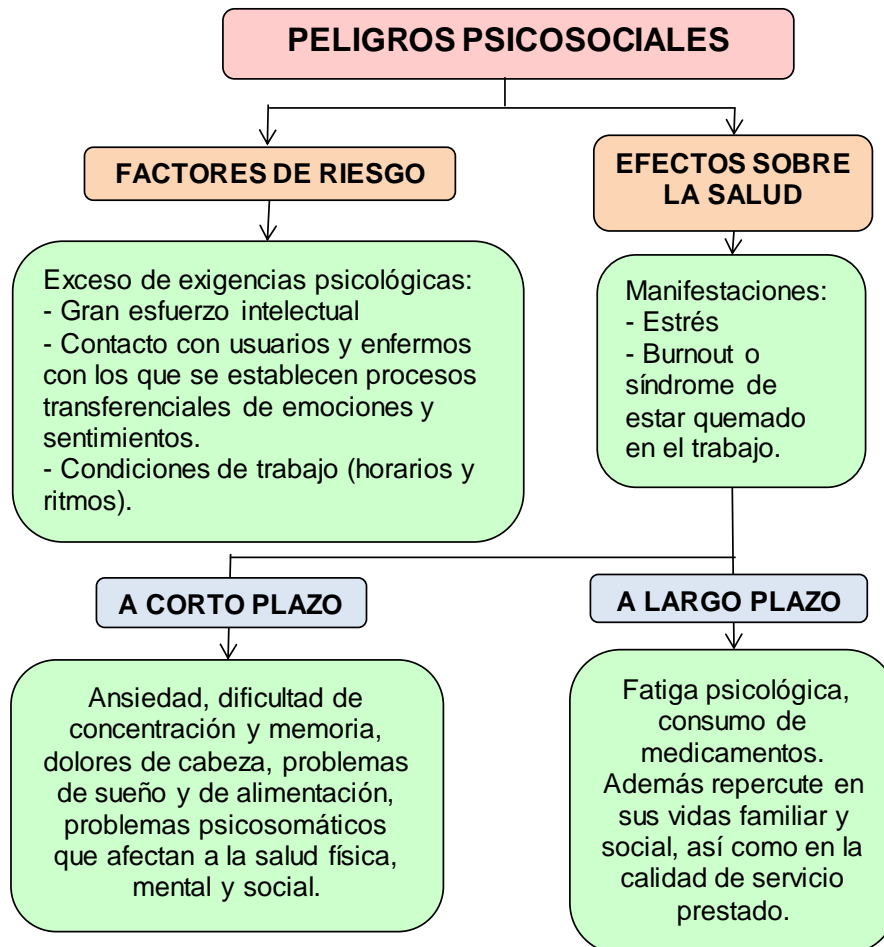 PELIGROS PSICOSOCIALES
FACTORES DE RIESGO
EFECTOS SOBRE
LA SALUD
Exceso de exigencias psicológicas:
- Gran esfuerzo intelectual
- Contacto con usuarios y enfermos
con los que se establecen procesos
transferenciales de emociones y
sentimientos.
- Condiciones de trabajo (horarios y
ritmos).
Manifestaciones:
- Estrés
- Burnout o
síndrome de
estar quemado
en el trabajo.
A CORTO PLAZO
A LARGO PLAZO
Ansiedad, dificultad de
concentración y memoria,
dolores de cabeza, problemas
de sueño y de alimentación,
problemas psicosomáticos
que afectan a la salud física,
mental y social.
Fatiga psicológica,
consumo de
medicamentos.
Además repercute en
sus vidas familiar y
social, así como en la
calidad de servicio
prestado.